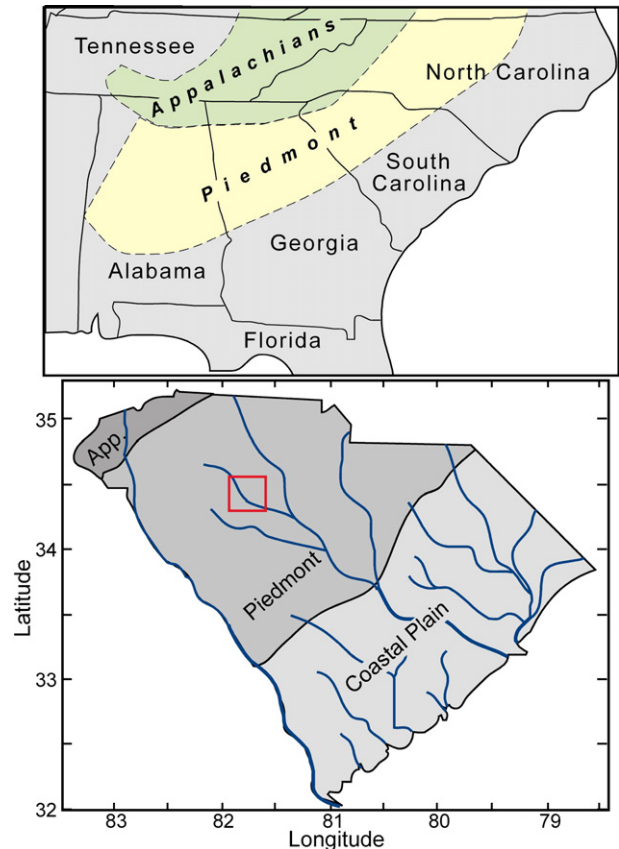 Tennessee
Appalachians
North Carolina
Piedmont
South
Carolina
Georgia
Alabama
Florida
35
App.
34
Piedmont
Latitude
Coastal Plain
33
32
83
82
81
80
79
Longitude